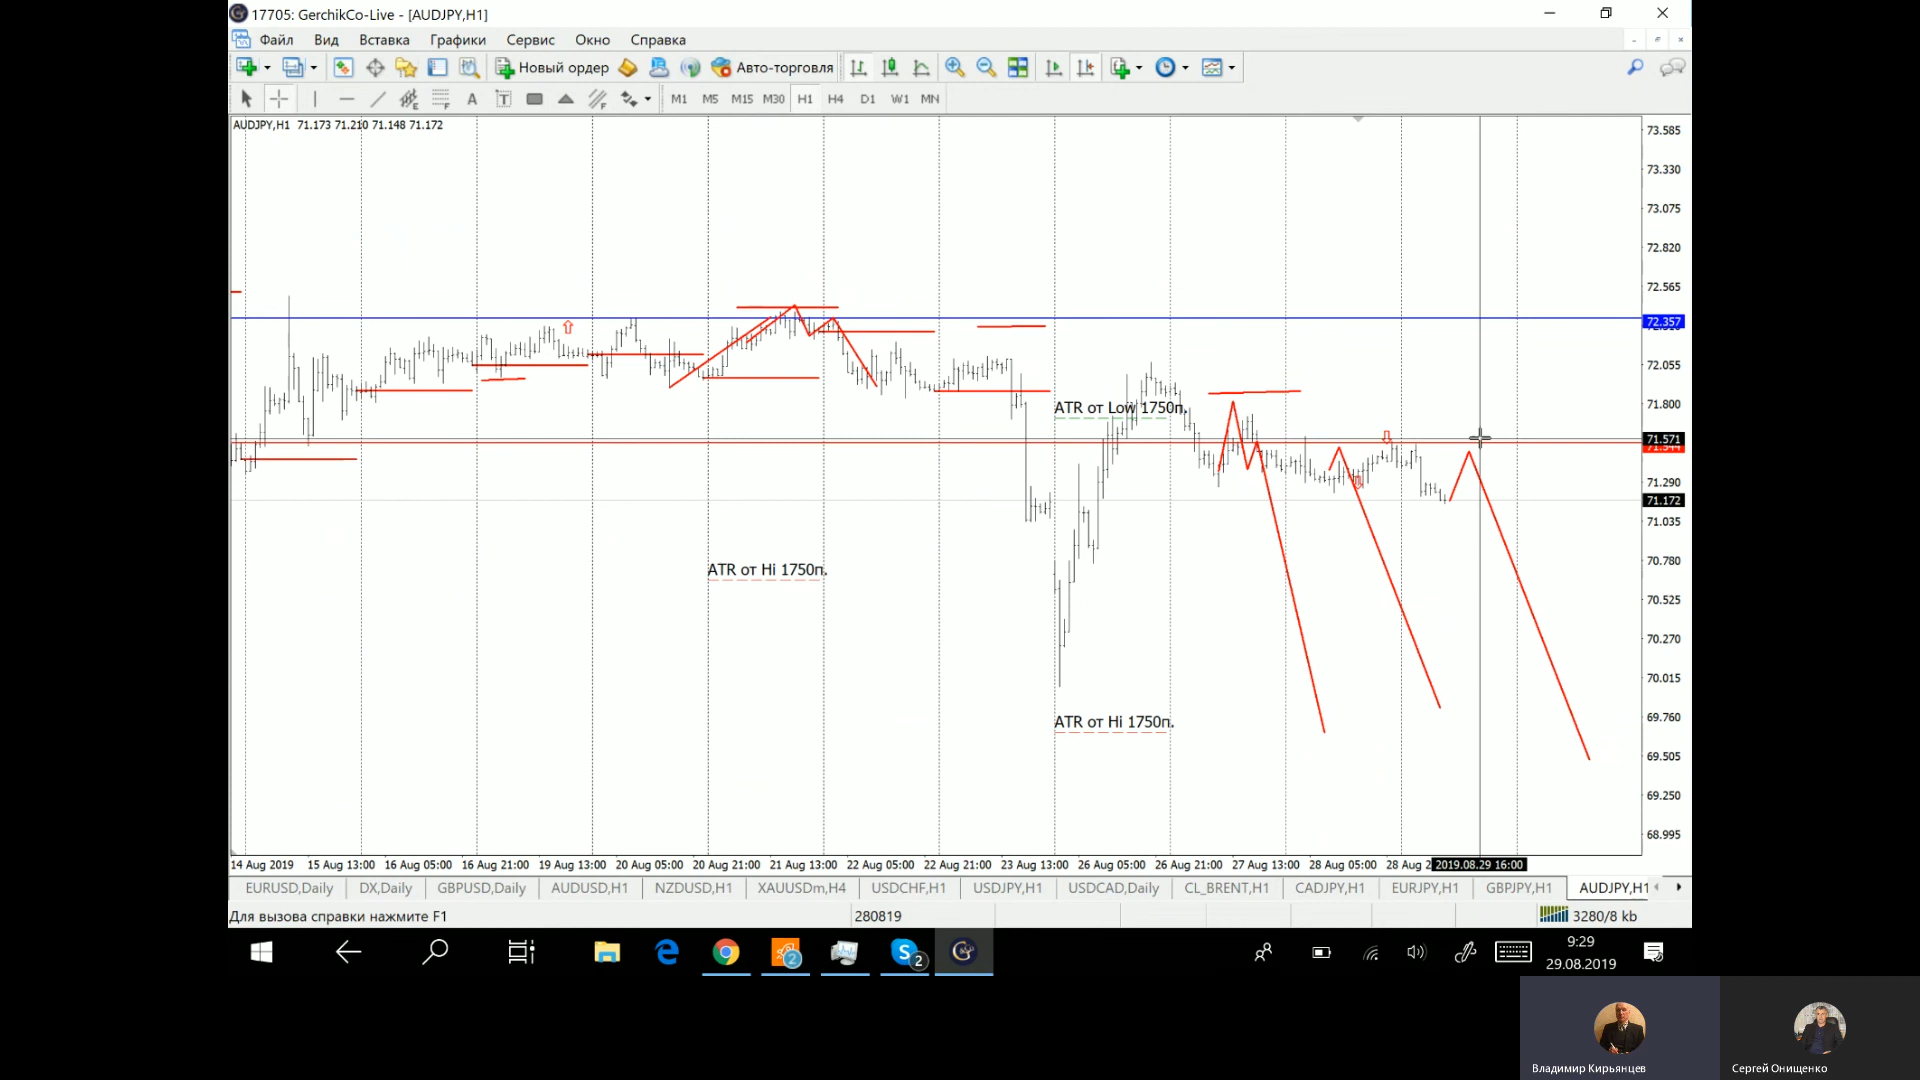 17705: GerchikCo-Live - [AUDJPY,H1]
Файл Вид Вставка Графики Сервис Окно Справка
Новый ордер Авто-торговля
A T E F F M1 M5 M15 M30 H1 H4 D1 W1 MN
AUDJPY,H1 71.173 71.210 71.148 71.172
73.585
73.330
73.075
72.820
72.565
72.357
72.055
71.800
71.571
71.290
71.172
71.035
70.780
70.525
70.270
70.015
69.760
69.505
69.250
68.995
ATR от Low 1750п.
ATR от Hi 1750п.
ATR от Hi 1750п.
14 Aug 2019 15 Aug 13:00 16 Aug 05:00 16 Aug 21:00 19 Aug 13:00 20 Aug 05:00 20 Aug 21:00 21 Aug 13:00 22 Aug 05:00 22 Aug 21:00 23 Aug 13:00 26 Aug 05:00 26 Aug 21:00 27 Aug 13:00 28 Aug 05:00 28 Aug 2 2019.08.29 16:00
EURUSD,Daily DX,Daily GBPUSD,Daily AUDUSD,H1 NZDUSD,H1 XAUUSDm,H4 USDCHF,H1 USDJPY,H1 USDCAD,Daily CL_BRENT,H1 CADJPY,H1 EURJPY,H1 GBPJPY,H1 AUDJPY,H1
Для вызова справки нажмите F1 280819 3280/8 kb
2 2 9:29
29.08.2019
Владимир Кирьянцев Сергей Онищенко